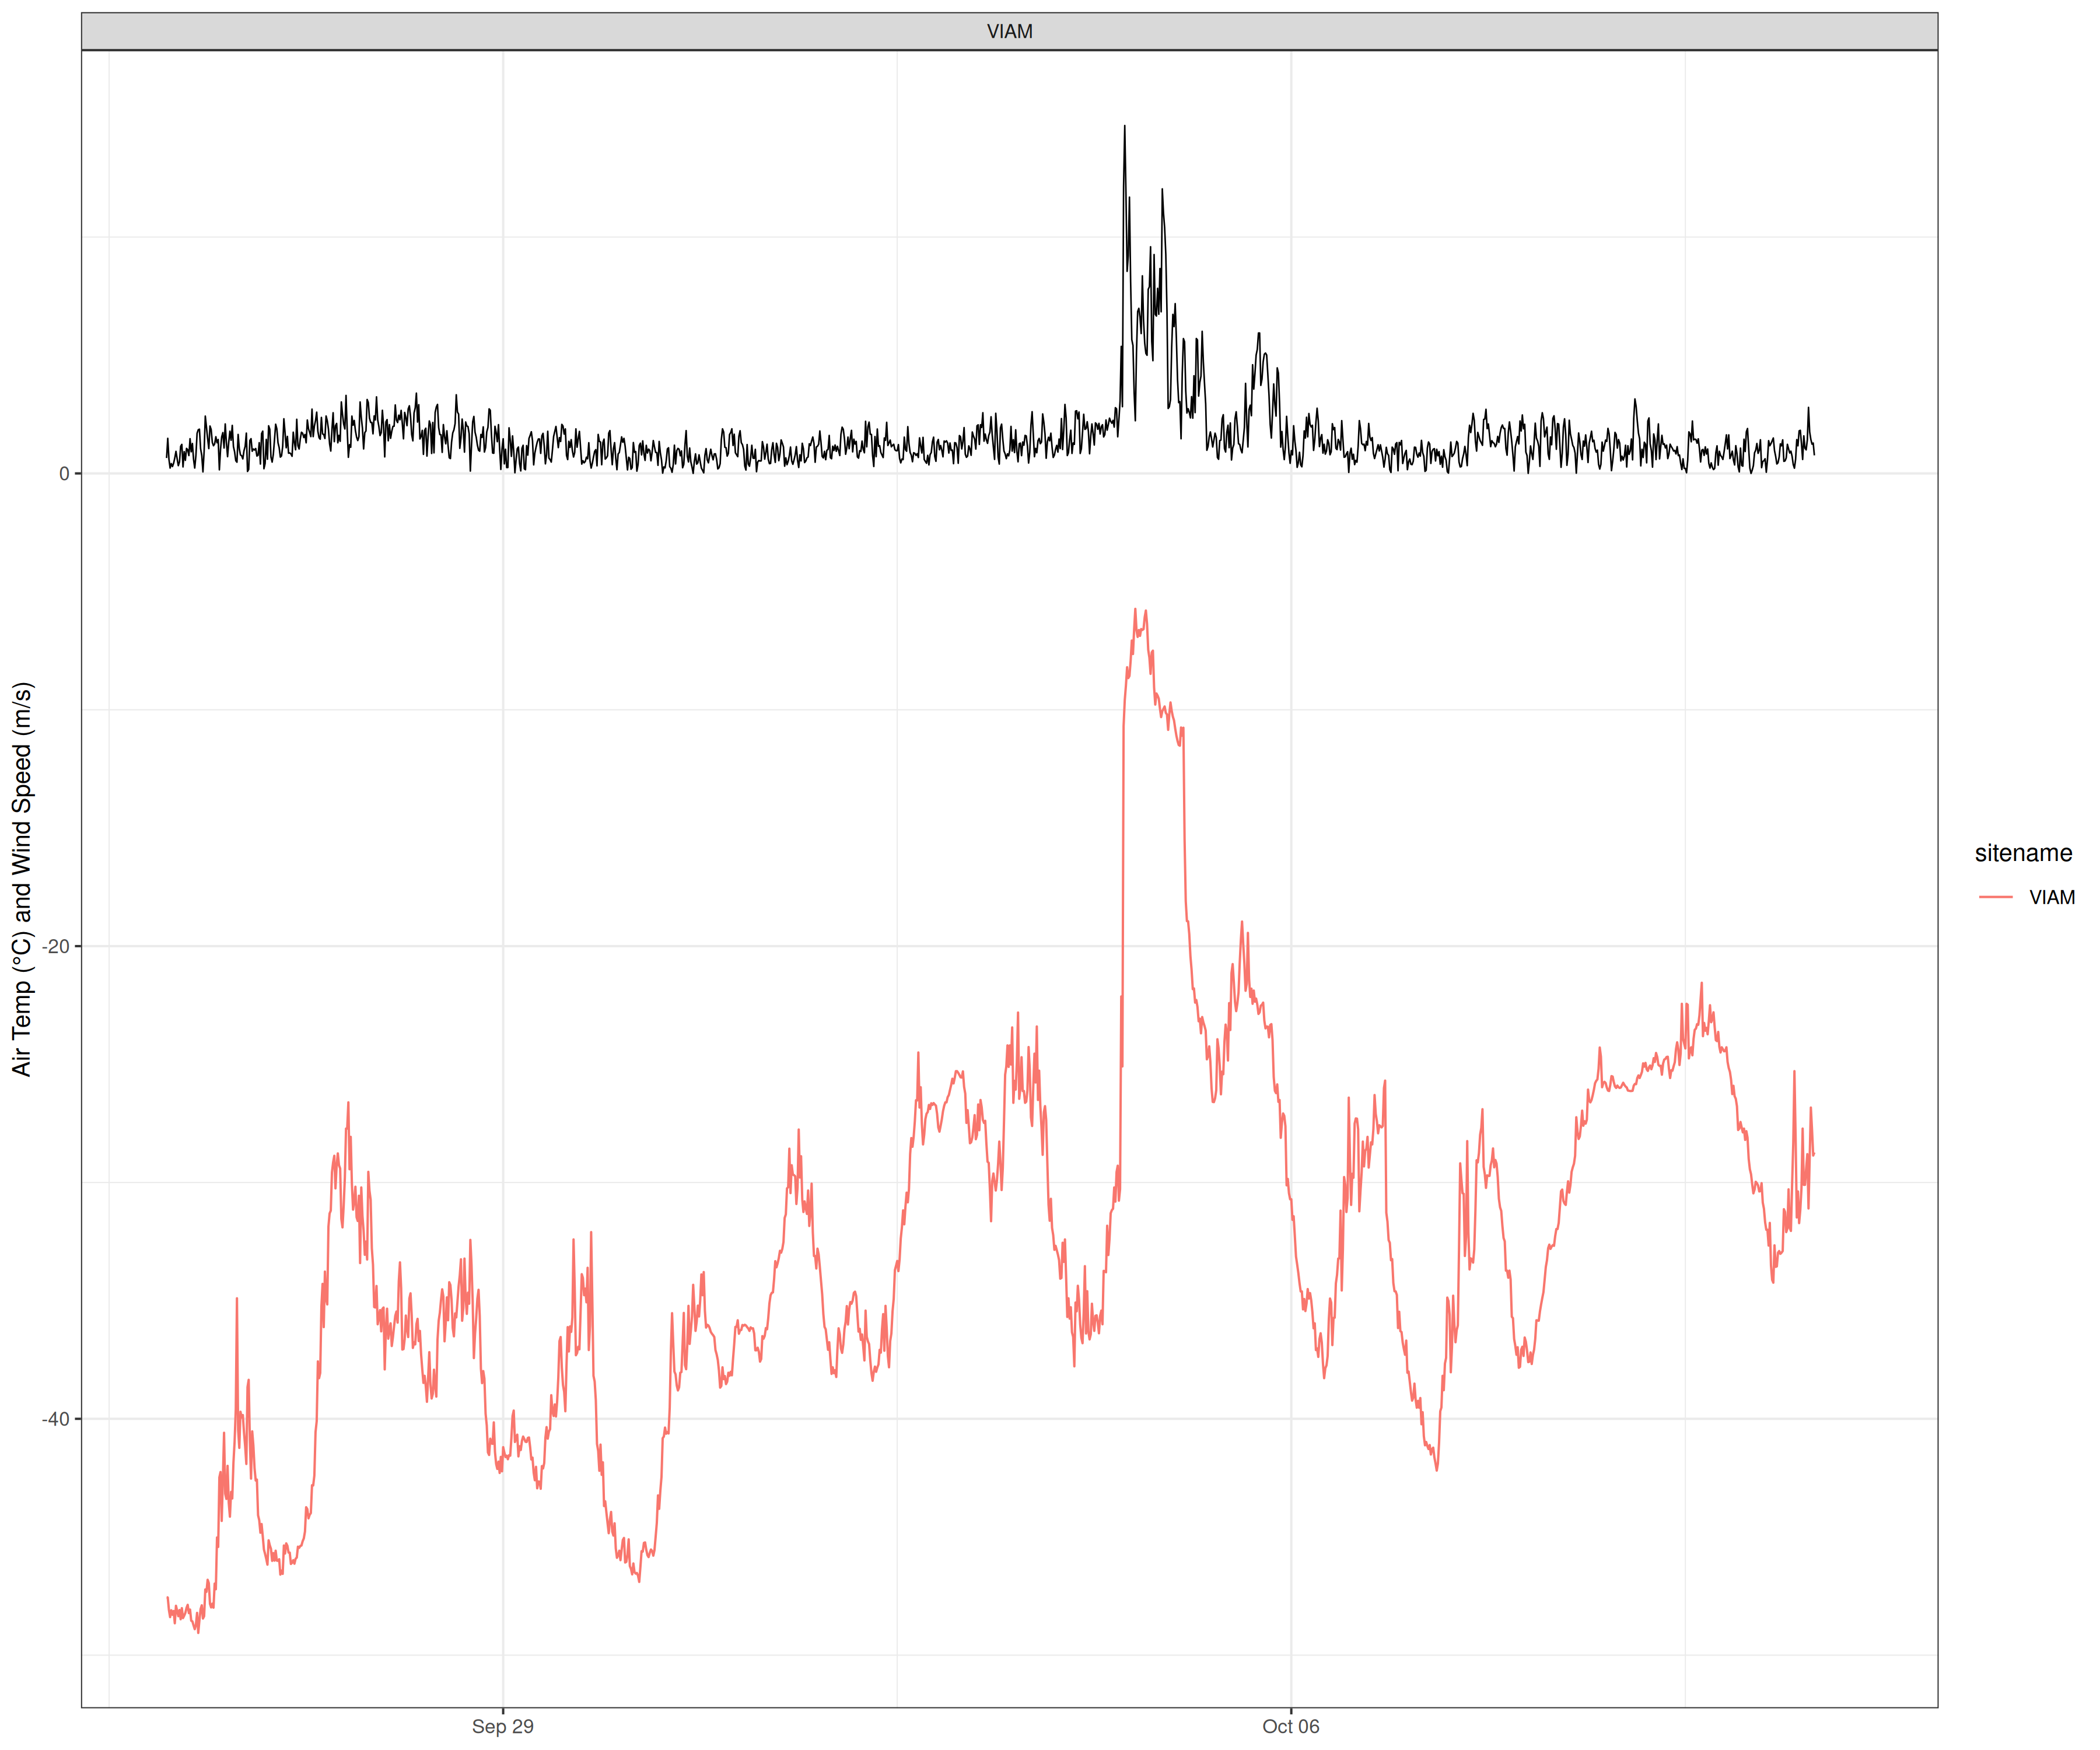 VIAM
Air Temp (°C) and Wind Speed (m/s)
0
-20
-40
Sep 29
Oct 06
sitename
VIAM